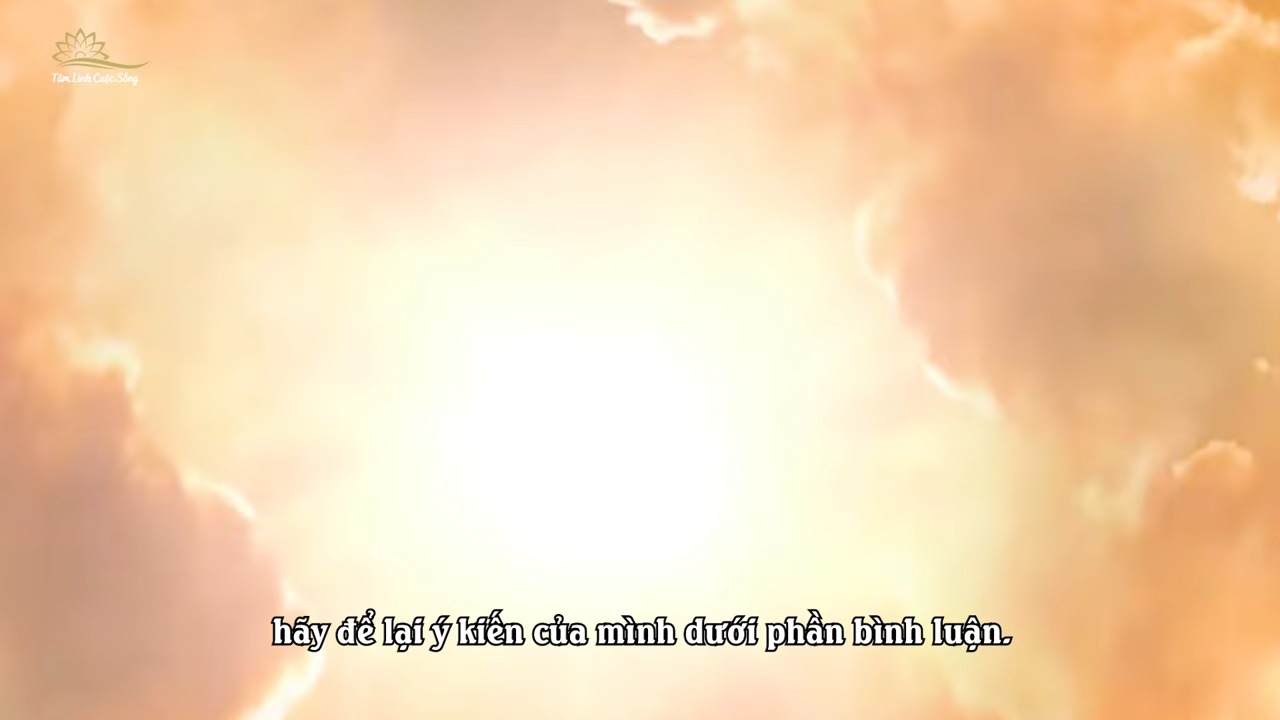 Tâm Linh Cuộc Sống
hãy để lại ý kiến của mình dưới phần bình luận.